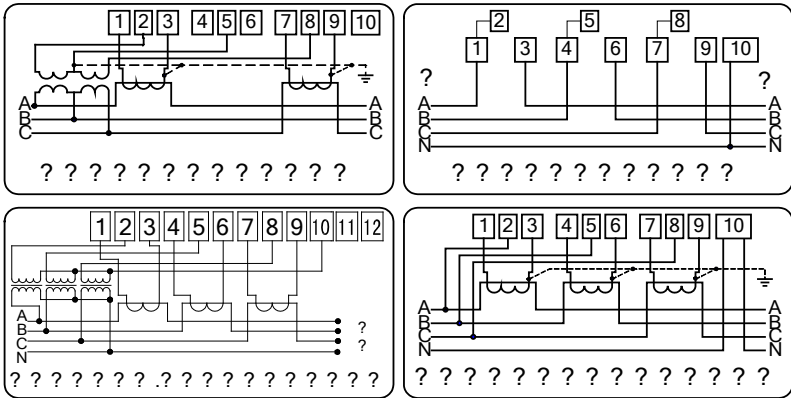 1 2 3 4 5 6 7 8 9 10
A A
B B
C C
? ? ? ? ? ? ? ? ? ? ? ?
2 5 8
1 3 4 6 7 9 10
? ?
A A
B B
C C
N N
? ? ? ? ? ? ? ? ? ? ?
1 2 3 4 5 6 7 8 9 10 11 12
A
B ?
C ?
N
? ? ? ? ? ? .? ? ? ? ? ? ? ? ?
1 2 3 4 5 6 7 8 9 10
A A
B B
C C
N N
? ? ? ? ? ? ? ? ? ? ? ? ? ?